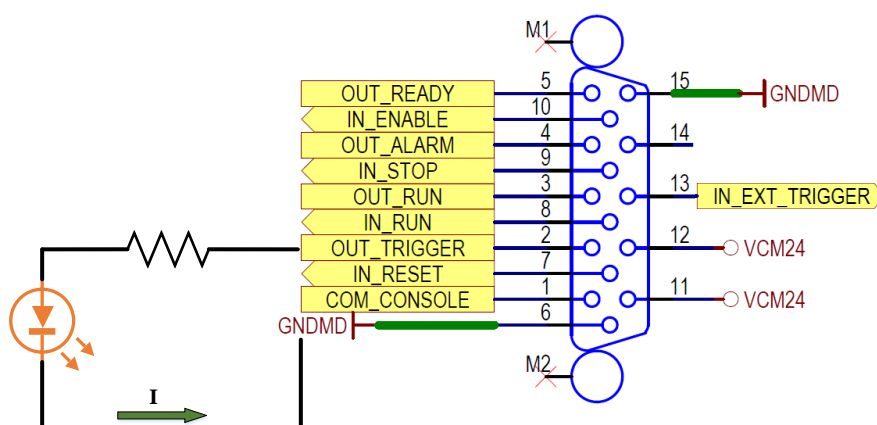 M1
5
15
OUT_READY
GNDMD
10
IN_ENABLE
4
14
OUT_ALARM
9
IN_STOP
3
13
OUT_RUN
IN_EXT_TRIGGER
8
IN_RUN
2
12
OUT_TRIGGER
VCM24
7
IN_RESET
1
11
COM_CONSOLE
VCM24
6
GNDMD
M2
I